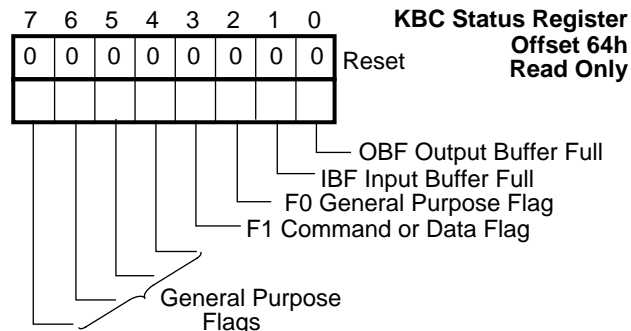 7 6 5 4 3 2 1 0
KBC Status Register
Offset 64h
Read Only
0 0 0 0 0 0 0 0 Reset
OBF Output Buffer Full
IBF Input Buffer Full
F0 General Purpose Flag
F1 Command or Data Flag
General Purpose
Flags